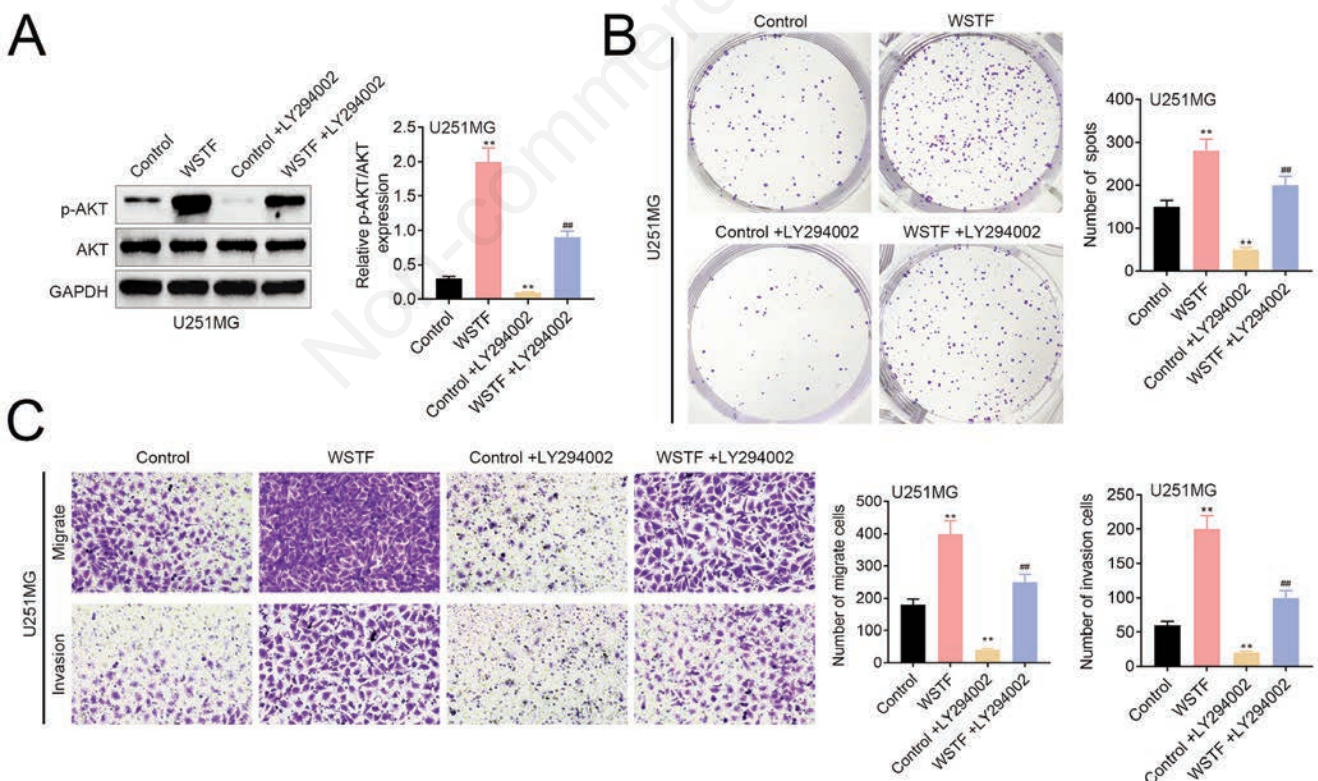 A
Control
WSTF
Control +LY294002
WSTF +LY294002
p-AKT
AKT
GAPDH
U251MG
Relative p-AKT/AKT
expression
2.5
2.0
1.5
1.0
0.5
0.0
U251MG
**
**
##
Control
WSTF
Control +LY294002
WSTF +LY294002
B
U251MG
Control
WSTF
Control +LY294002
WSTF +LY294002
Number of spots
400
300
200
100
0
U251MG
**
**
##
Control
WSTF
Control +LY294002
WSTF +LY294002
C
U251MG
Control
WSTF
Control +LY294002
WSTF +LY294002
Migrate
Invasion
Number of migrate cells
500
400
300
200
100
0
U251MG
**
**
##
Control
WSTF
Control +LY294002
WSTF +LY294002
Number of invasion cells
250
200
150
100
50
0
U251MG
**
**
##
Control
WSTF
Control +LY294002
WSTF +LY294002